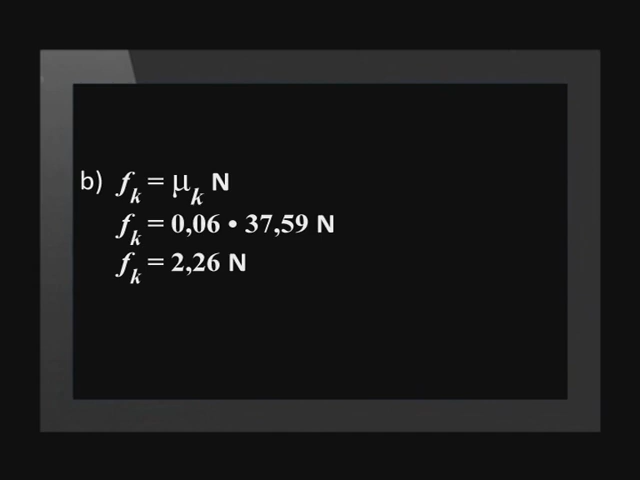 b) fₖ = μₖ N
fₖ = 0,06 • 37,59 N
fₖ = 2,26 N